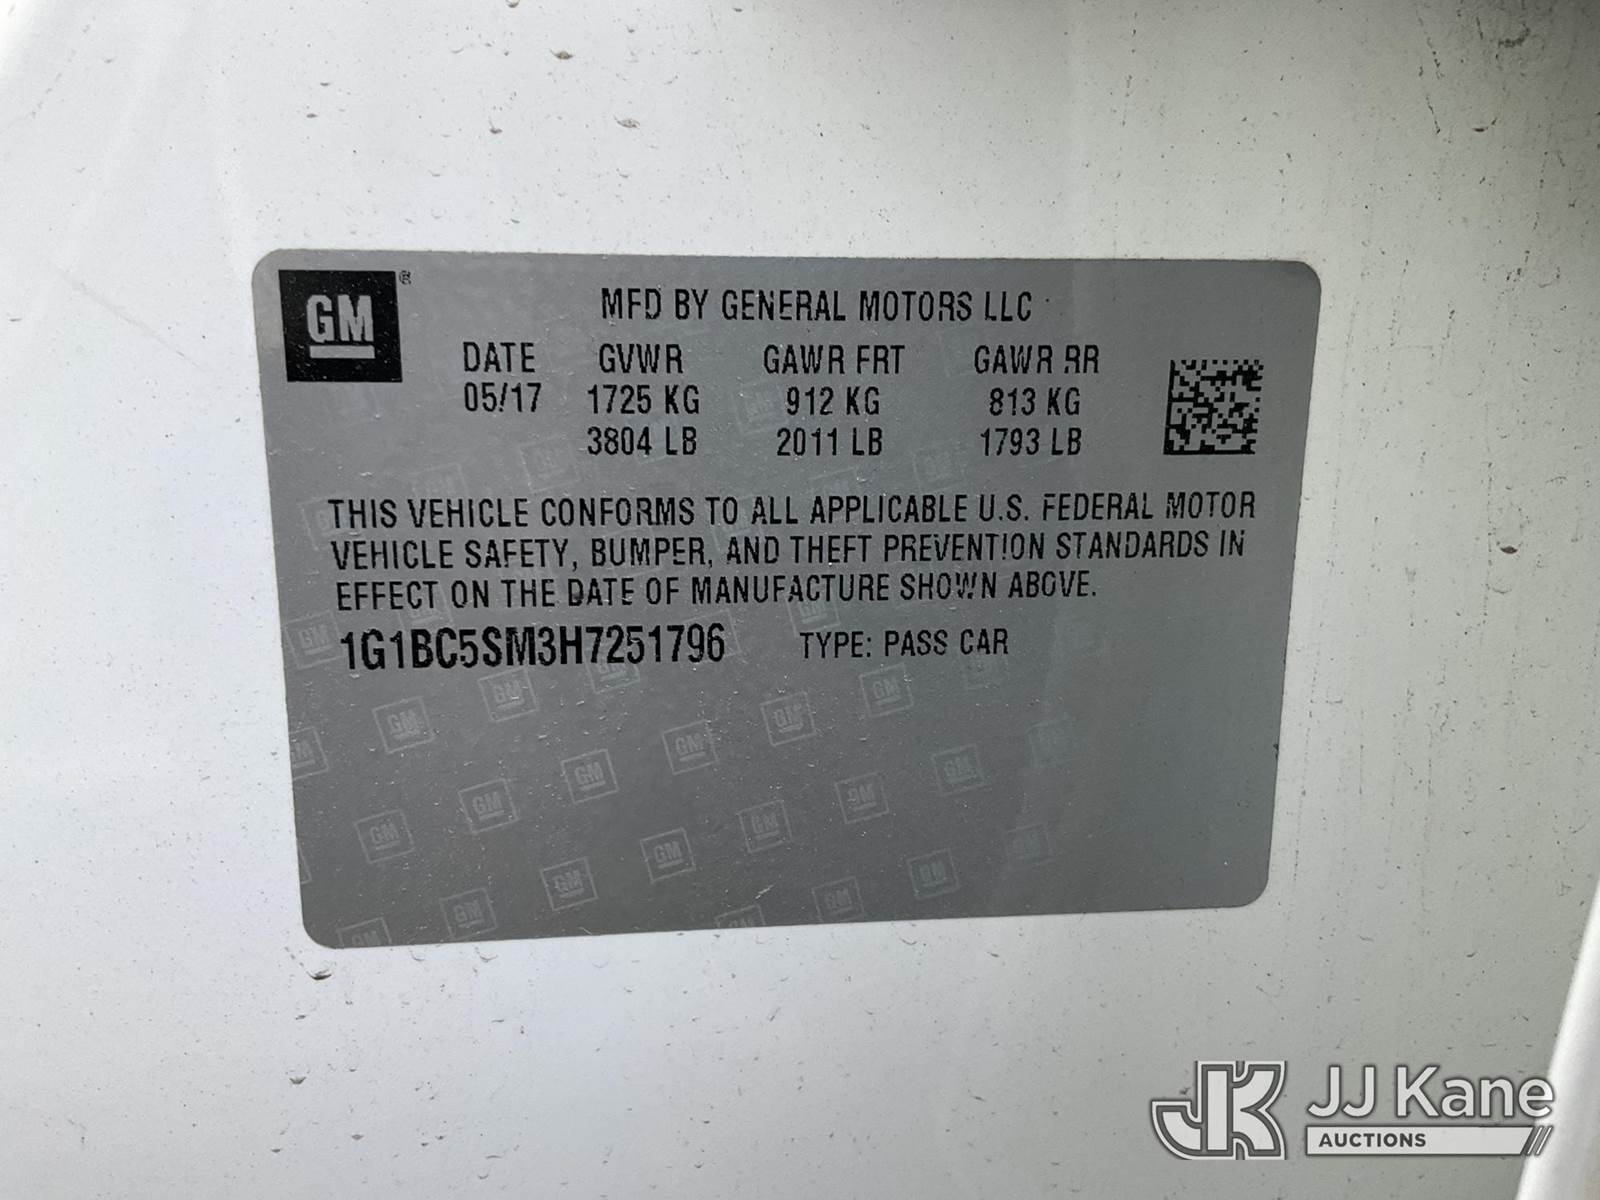 GM ®
MFD BY GENERAL MOTORS LLC
DATE GVWR GAWR FRT GAWR RR
05/17 1725 KG 912 KG 813 KG
3804 LB 2011 LB 1793 LB
THIS VEHICLE CONFORMS TO ALL APPLICABLE U.S. FEDERAL MOTOR
VEHICLE SAFETY, BUMPER, AND THEFT PREVENTION STANDARDS IN
EFFECT ON THE DATE OF MANUFACTURE SHOWN ABOVE.
1G1BC5SM3H7251796 TYPE: PASS CAR
JK JJ Kane
AUCTIONS